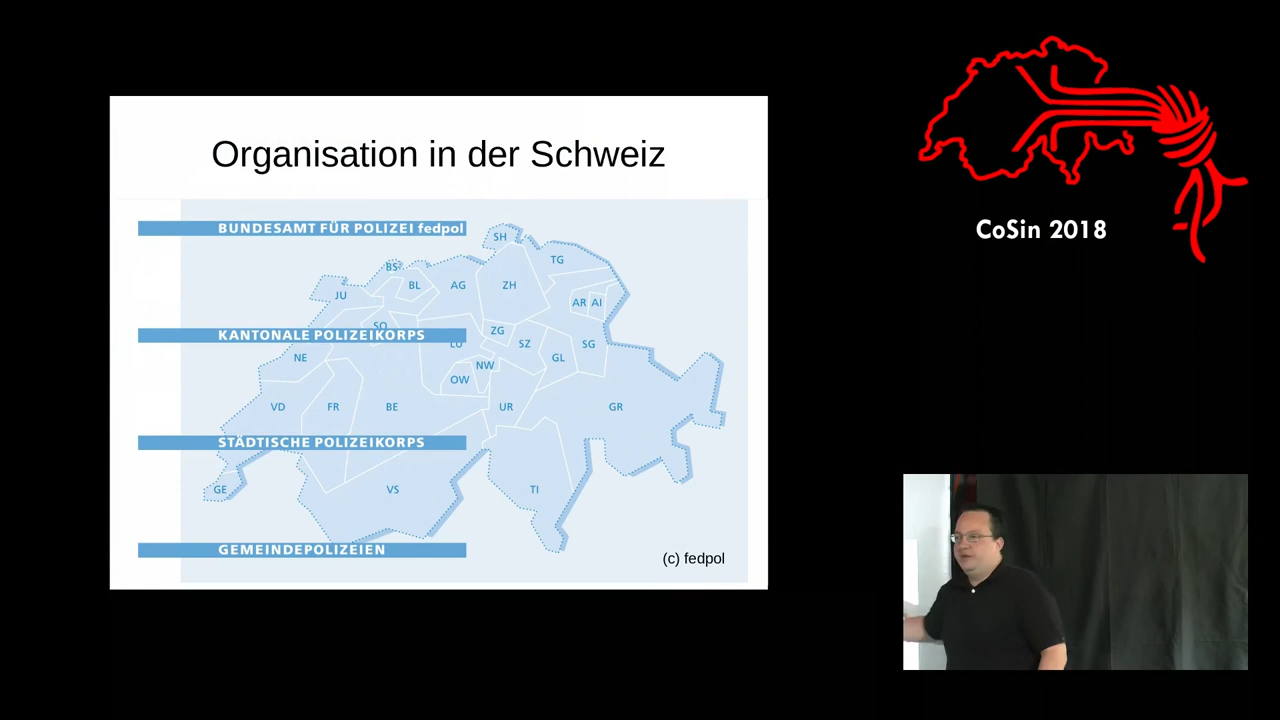 Organisation in der Schweiz
BUNDESAMT FÜR POLIZEI fedpol
SH
BS
TG
BL
AG
ZH
JU
AR
AI
SO
KANTONALE POLIZEIKORPS
LU
ZG
SZ
SG
NE
NW
GL
OW
VD
FR
BE
UR
GR
STÄDTISCHE POLIZEIKORPS
GE
VS
TI
GEMEINDEPOLIZEIEN
(c) fedpol
CoSin 2018